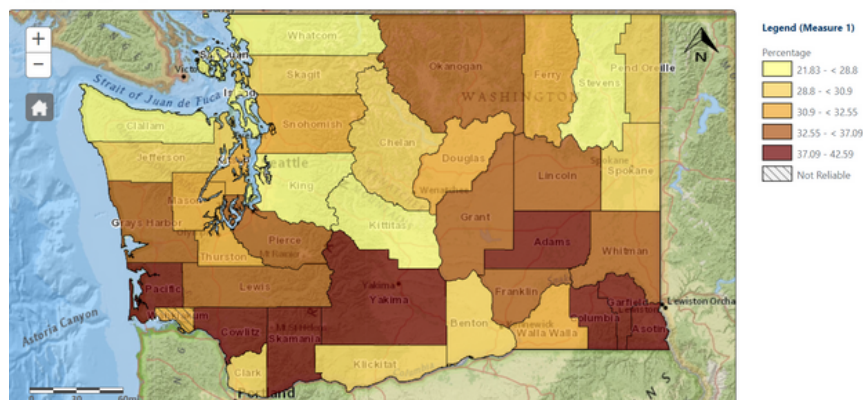 Legend (Measure 1)
Percentage
21.83 - < 28.8
28.8 - < 30.9
30.9 - < 32.55
32.55 - < 37.09
37.09 - 42.59
Not Reliable
+
−
N
Whatcom
San Juan
Okanogan
Ferry
Pend Oreille
Stevens
Skagit
Strait of Juan de Fuca
WASHINGTON
Clallam
Snohomish
Chelan
Jefferson
Douglas
Seattle
King
Wenatchee
Lincoln
Spokane
Spokane
Mason
Kittitas
Grant
Grays Harbor
Pierce
Adams
Whitman
Thurston
Pacific
Lewis
Yakima
Yakima
Franklin
Garfield
Lewiston Orcha
Wahkiakum
Columbia
Asotin
Astoria Canyon
Cowlitz
Skamania
Benton
Walla Walla
Klickitat
Clark
Portland